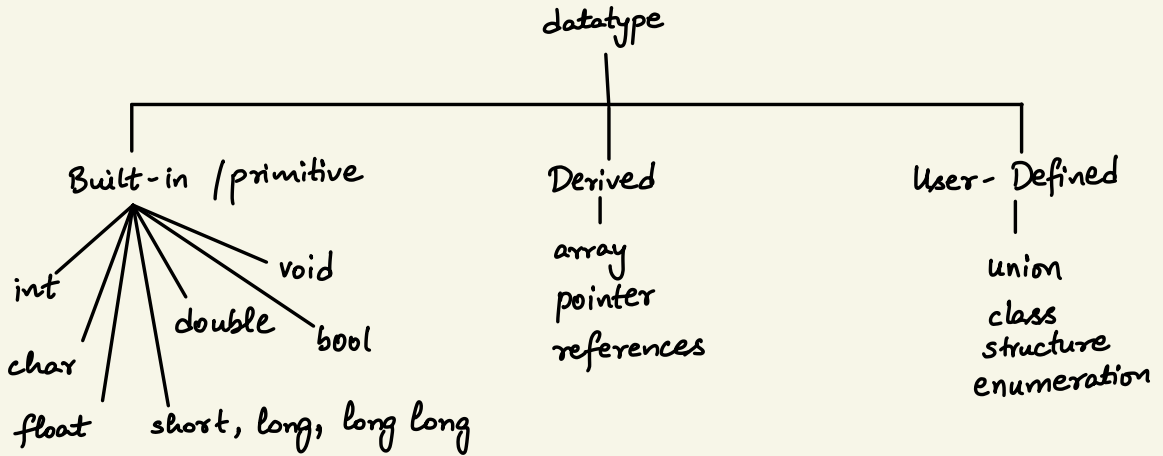 datatype
Built-in /primitive
Derived
User-Defined
int
char
float
short, long, long long
double
bool
void
array
pointer
references
union
class
structure
enumeration